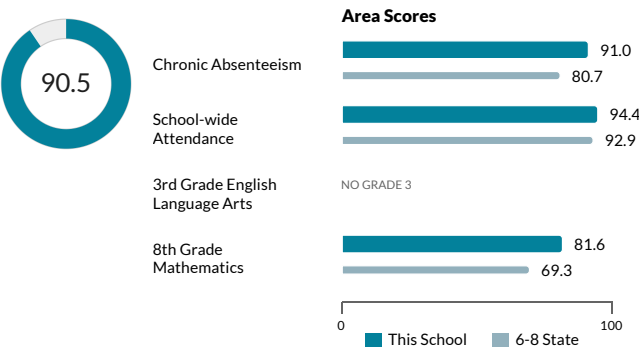 Area Scores
90.5
Chronic Absenteeism
91.0
80.7
School-wide
Attendance
94.4
92.9
3rd Grade English
Language Arts
NO GRADE 3
8th Grade
Mathematics
81.6
69.3
0
100
This School
6-8 State